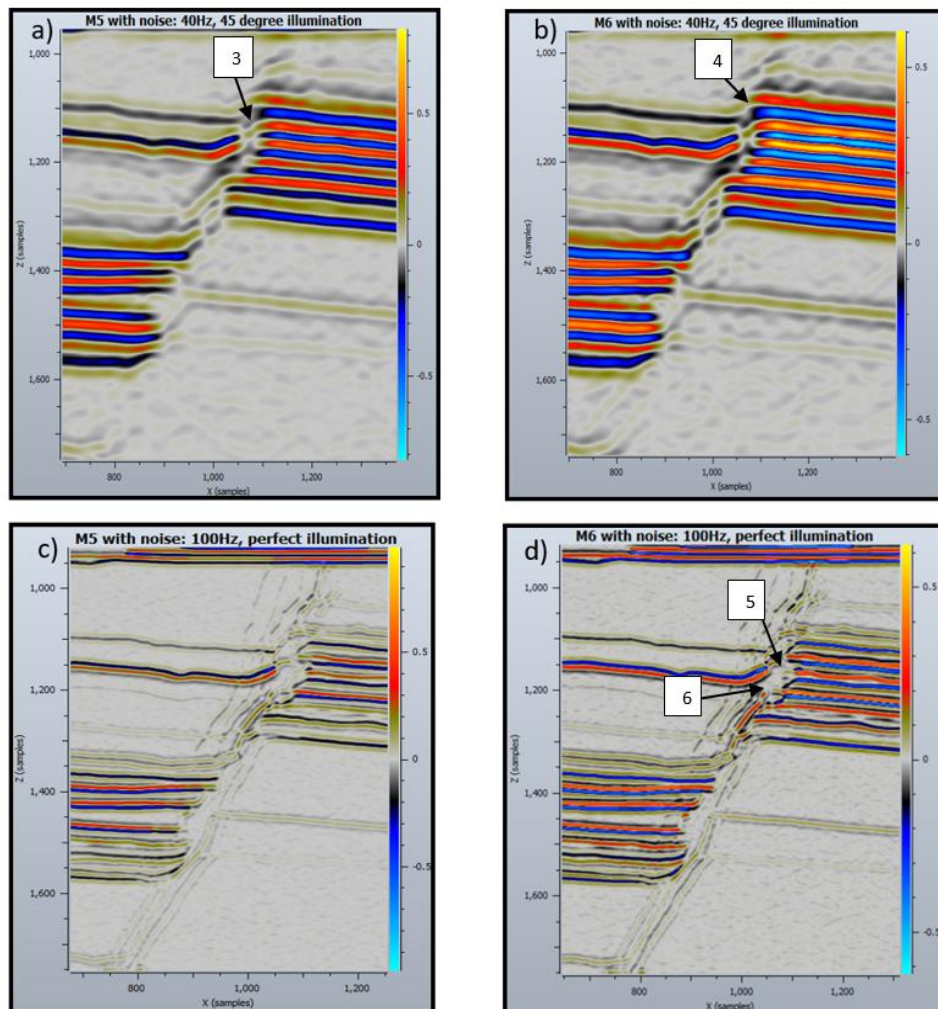 a)
M5 with noise: 40Hz, 45 degree illumination
3
1,000
1,200
1,400
1,600
Z (samples)
800
1,000
1,200
X (samples)
0.5
0
-0.5
b)
M6 with noise: 40Hz, 45 degree illumination
4
1,000
1,200
1,400
1,600
Z (samples)
800
1,000
1,200
X (samples)
0.5
0
-0.5
c)
M5 with noise: 100Hz, perfect illumination
1,000
1,200
1,400
1,600
Z (samples)
800
1,000
1,200
X (samples)
0.5
0
-0.5
d)
M6 with noise: 100Hz, perfect illumination
5
6
1,000
1,200
1,400
1,600
Z (samples)
800
1,000
1,200
X (samples)
0.5
0
-0.5